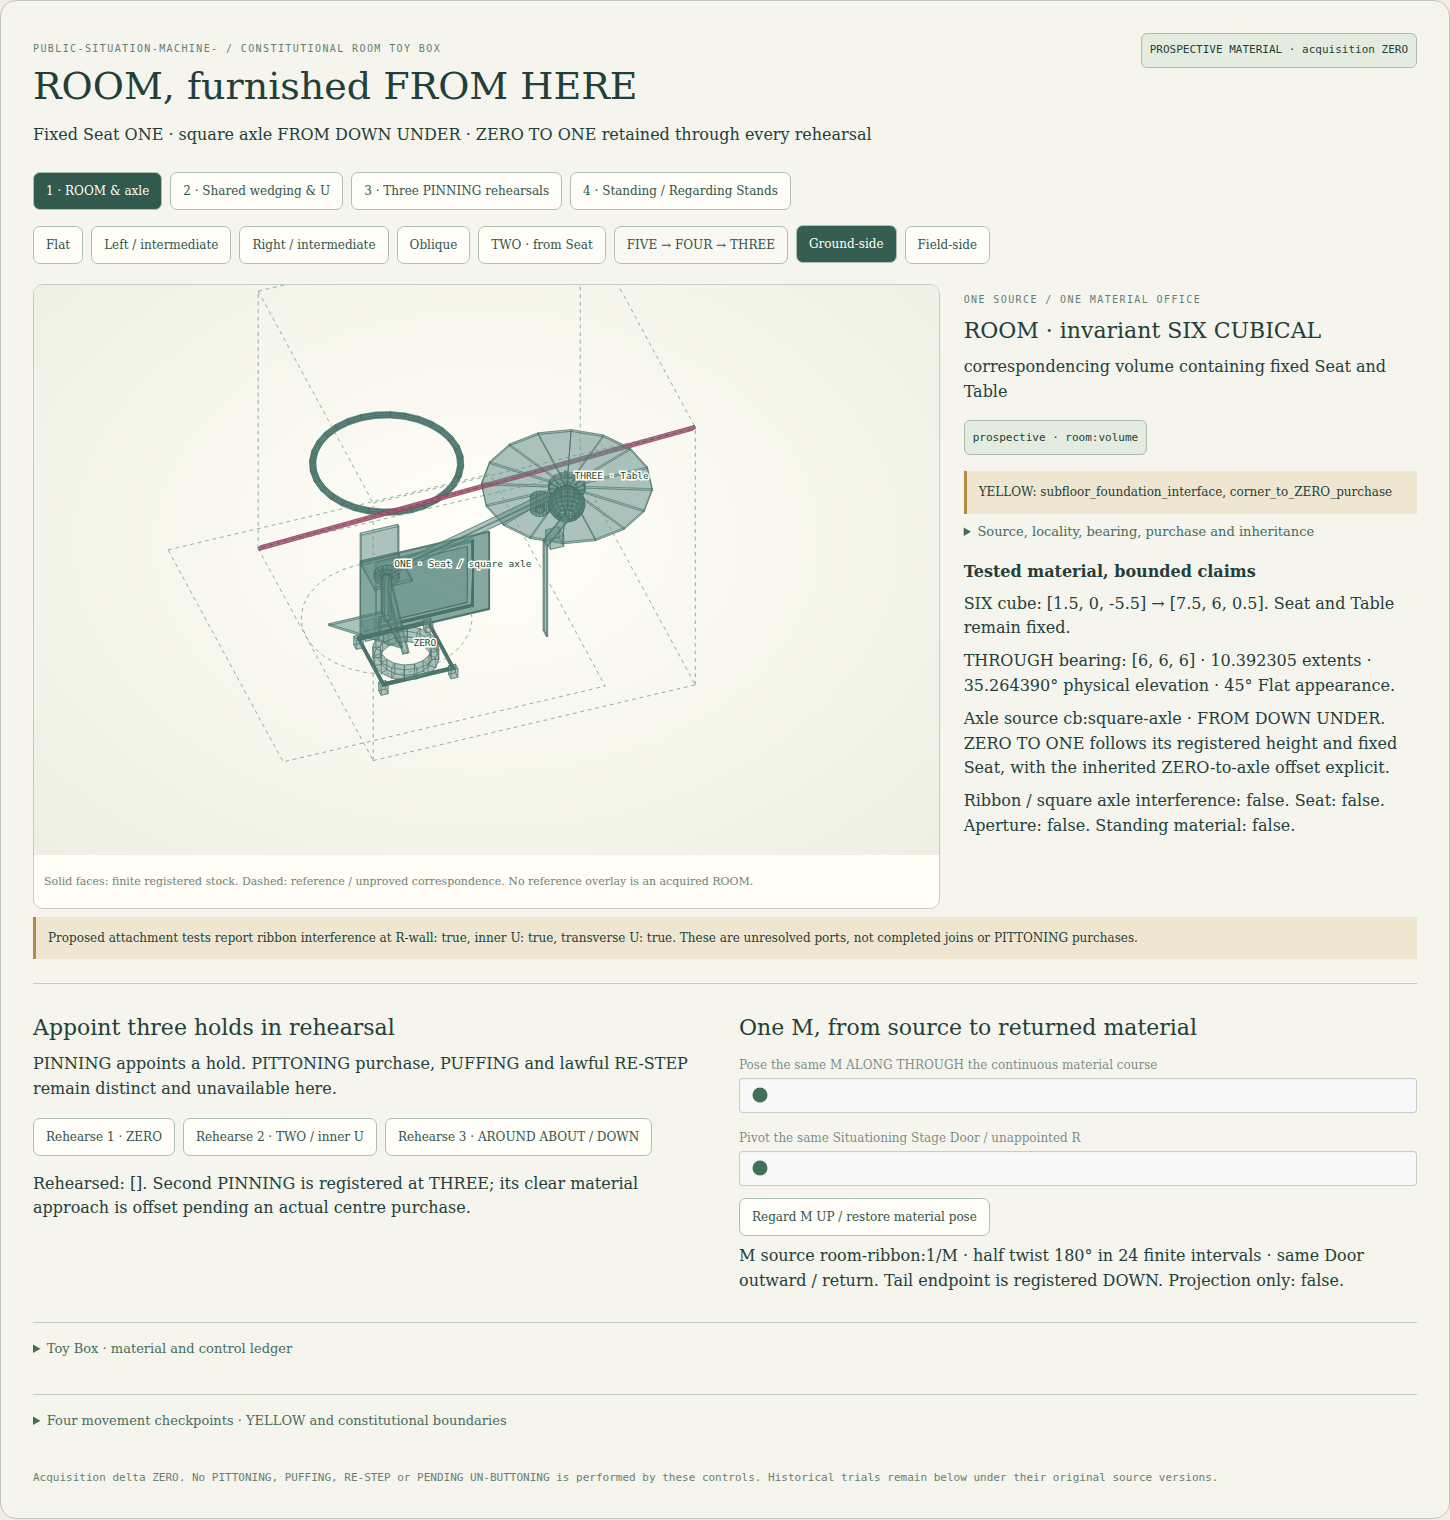 PUBLIC-SITUATION-MACHINE- / CONSTITUTIONAL ROOM TOY BOX
PROSPECTIVE MATERIAL · acquisition ZERO
ROOM, furnished FROM HERE
Fixed Seat ONE · square axle FROM DOWN UNDER · ZERO TO ONE retained through every rehearsal
1 · ROOM & axle
2 · Shared wedging & U
3 · Three PINNING rehearsals
4 · Standing / Regarding Stands
Flat
Left / intermediate
Right / intermediate
Oblique
TWO · from Seat
FIVE → FOUR → THREE
Ground-side
Field-side
THREE · Table
ONE · Seat / square axle
ZERO
Solid faces: finite registered stock. Dashed: reference / unproved correspondence. No reference overlay is an acquired ROOM.
ONE SOURCE / ONE MATERIAL OFFICE
ROOM · invariant SIX CUBICAL
correspondencing volume containing fixed Seat and
Table
prospective · room:volume
YELLOW: subfloor_foundation_interface, corner_to_ZERO_purchase
▶ Source, locality, bearing, purchase and inheritance
Tested material, bounded claims
SIX cube: [1.5, 0, -5.5] → [7.5, 6, 0.5]. Seat and Table
remain fixed.
THROUGH bearing: [6, 6, 6] · 10.392305 extents ·
35.264390° physical elevation · 45° Flat appearance.
Axle source cb:square-axle · FROM DOWN UNDER.
ZERO TO ONE follows its registered height and fixed
Seat, with the inherited ZERO-to-axle offset explicit.
Ribbon / square axle interference: false. Seat: false.
Aperture: false. Standing material: false.
Proposed attachment tests report ribbon interference at R-wall: true, inner U: true, transverse U: true. These are unresolved ports, not completed joins or PITTONING purchases.
Appoint three holds in rehearsal
PINNING appoints a hold. PITTONING purchase, PUFFING and lawful RE-STEP
remain distinct and unavailable here.
Rehearse 1 · ZERO
Rehearse 2 · TWO / inner U
Rehearse 3 · AROUND ABOUT / DOWN
Rehearsed: []. Second PINNING is registered at THREE; its clear material
approach is offset pending an actual centre purchase.
One M, from source to returned material
Pose the same M ALONG THROUGH the continuous material course
Pivot the same Situationing Stage Door / unappointed R
Regard M UP / restore material pose
M source room-ribbon:1/M · half twist 180° in 24 finite intervals · same Door
outward / return. Tail endpoint is registered DOWN. Projection only: false.
▶ Toy Box · material and control ledger
▶ Four movement checkpoints · YELLOW and constitutional boundaries
Acquisition delta ZERO. No PITTONING, PUFFING, RE-STEP or PENDING UN-BUTTONING is performed by these controls. Historical trials remain below under their original source versions.